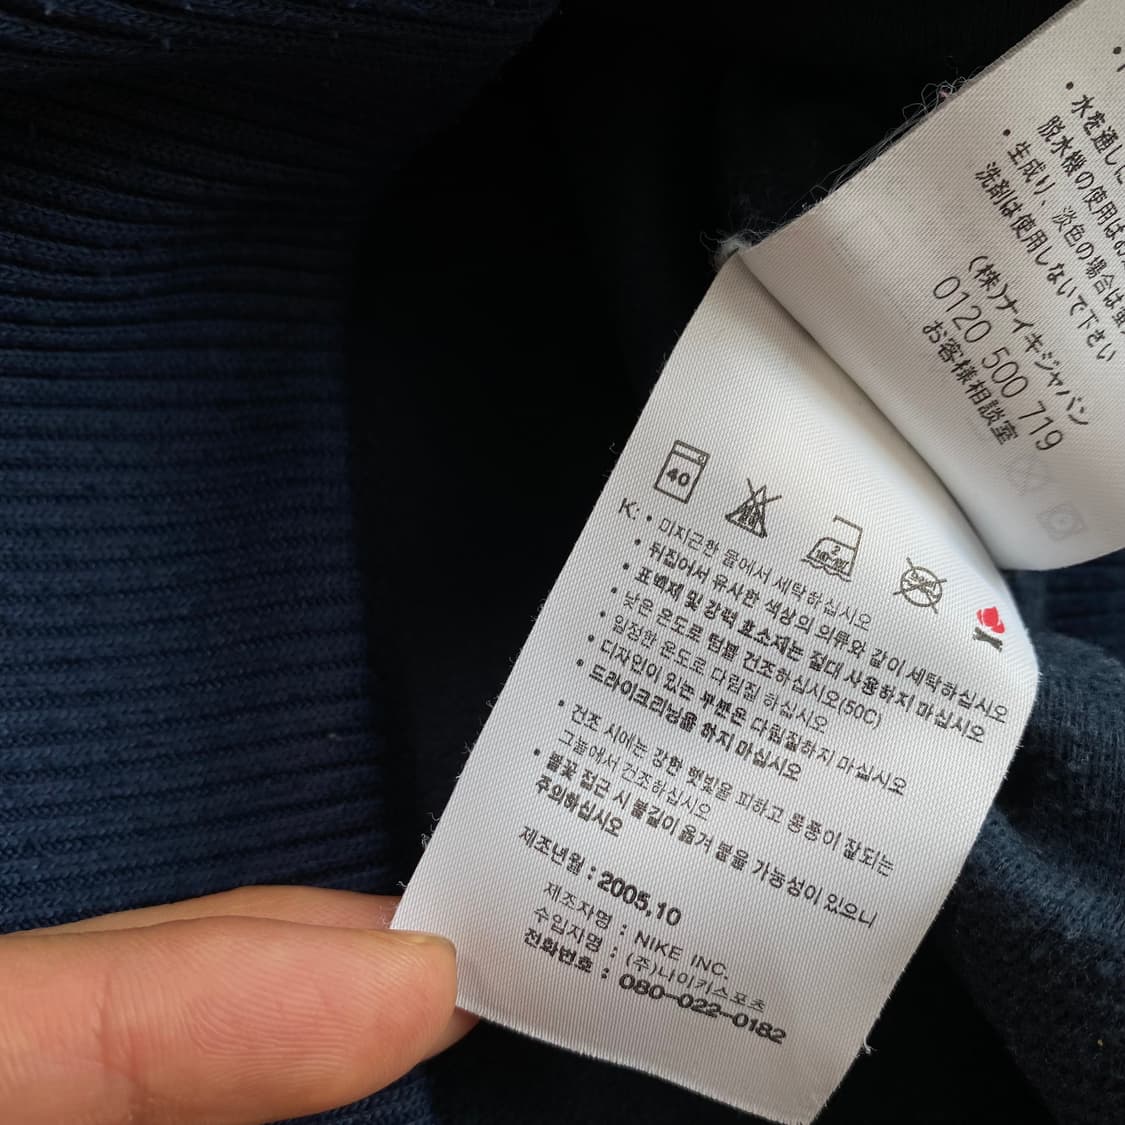 水を通し
脱水機の使用はお
• 生成り、淡色の場合は蛍
洗剤は使用しないで下さい
(株)ナイキジャパン
0120 500 719
お客様相談室
40
K: • 미지근한 물에서 세탁하십시오
• 뒤집어서 유사한 색상의 의류와 같이 세탁하십시오
• 표백제 및 강력 효소제는 절대 사용하지 마십시오
• 낮은 온도로 텀블 건조하십시오(50C)
• 일정한 온도로 다림질 하십시오
• 디자인이 있는 부분은 다림질하지 마십시오
• 드라이크리닝을 하지 마십시오
• 건조 시에는 강한 햇빛을 피하고 통풍이 잘되는
그늘에서 건조하십시오
• 불꽃 접근 시 불길이 옮겨 붙을 가능성이 있으니
주의하십시오
제조년월 : 2005,10
제조자명 : NIKE INC.
수입자명 : (주)나이키스포츠
전화번호 : 080-022-0182